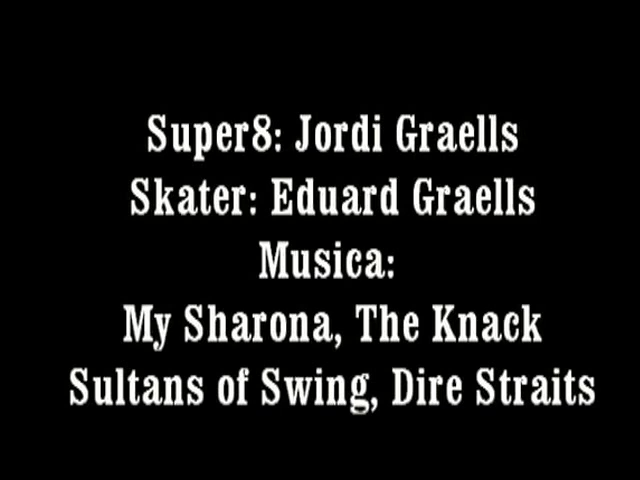 Super8: Jordi Graells
Skater: Eduard Graells
Musica:
My Sharona, The Knack
Sultans of Swing, Dire Straits